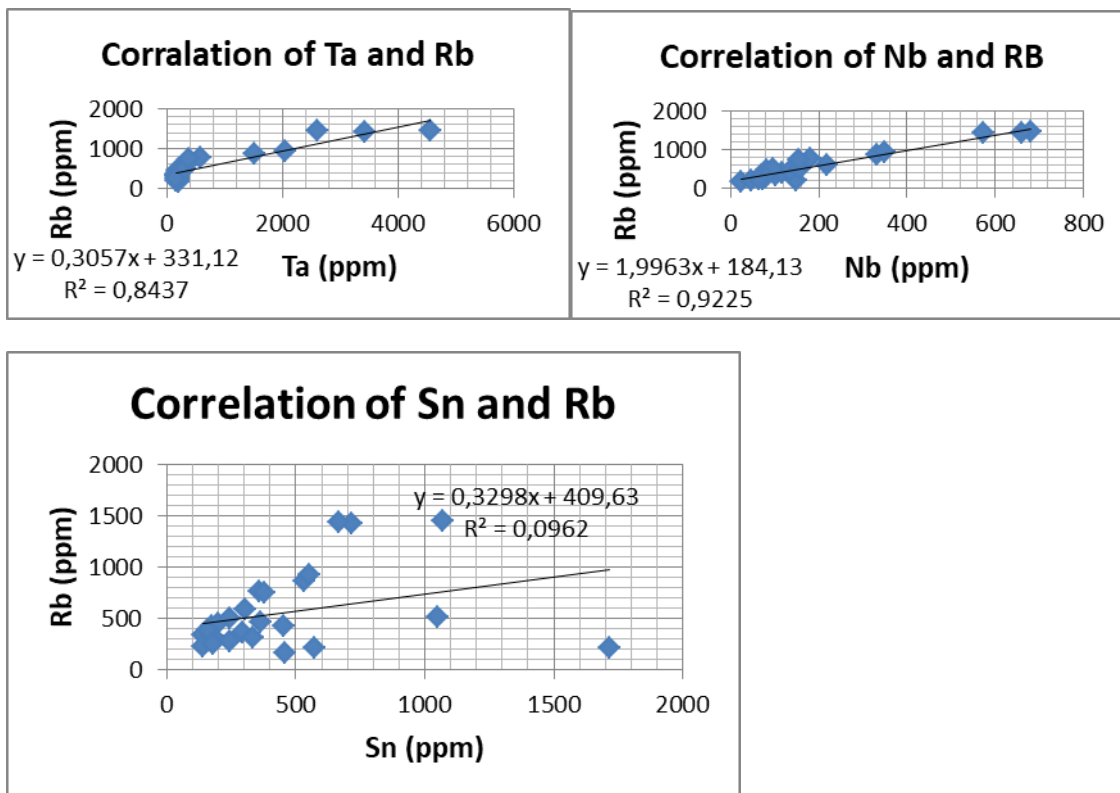 Corralation of Ta and Rb
Rb (ppm)
2000
1000
0
0
2000
4000
6000
y = 0,3057x + 331,12
R² = 0,8437
Ta (ppm)
Correlation of Nb and RB
Rb (ppm)
2000
1000
0
0
200
400
600
800
y = 1,9963x + 184,13
R² = 0,9225
Nb (ppm)
Correlation of Sn and Rb
Rb (ppm)
2000
1500
1000
500
0
y = 0,3298x + 409,63
R² = 0,0962
0
500
1000
1500
2000
Sn (ppm)